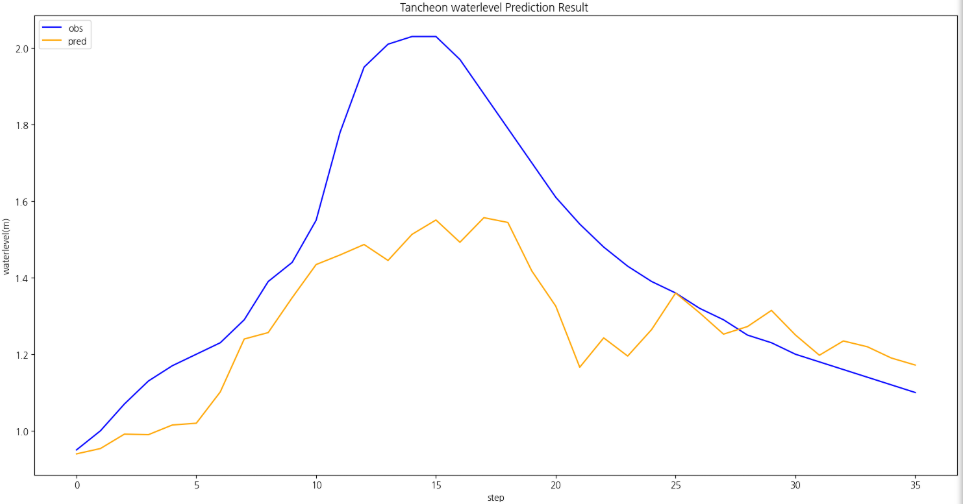 Tancheon waterlevel Prediction Result
obs
pred
waterlevel(m)
2.0
1.8
1.6
1.4
1.2
1.0
0 5 10 15 20 25 30 35
step